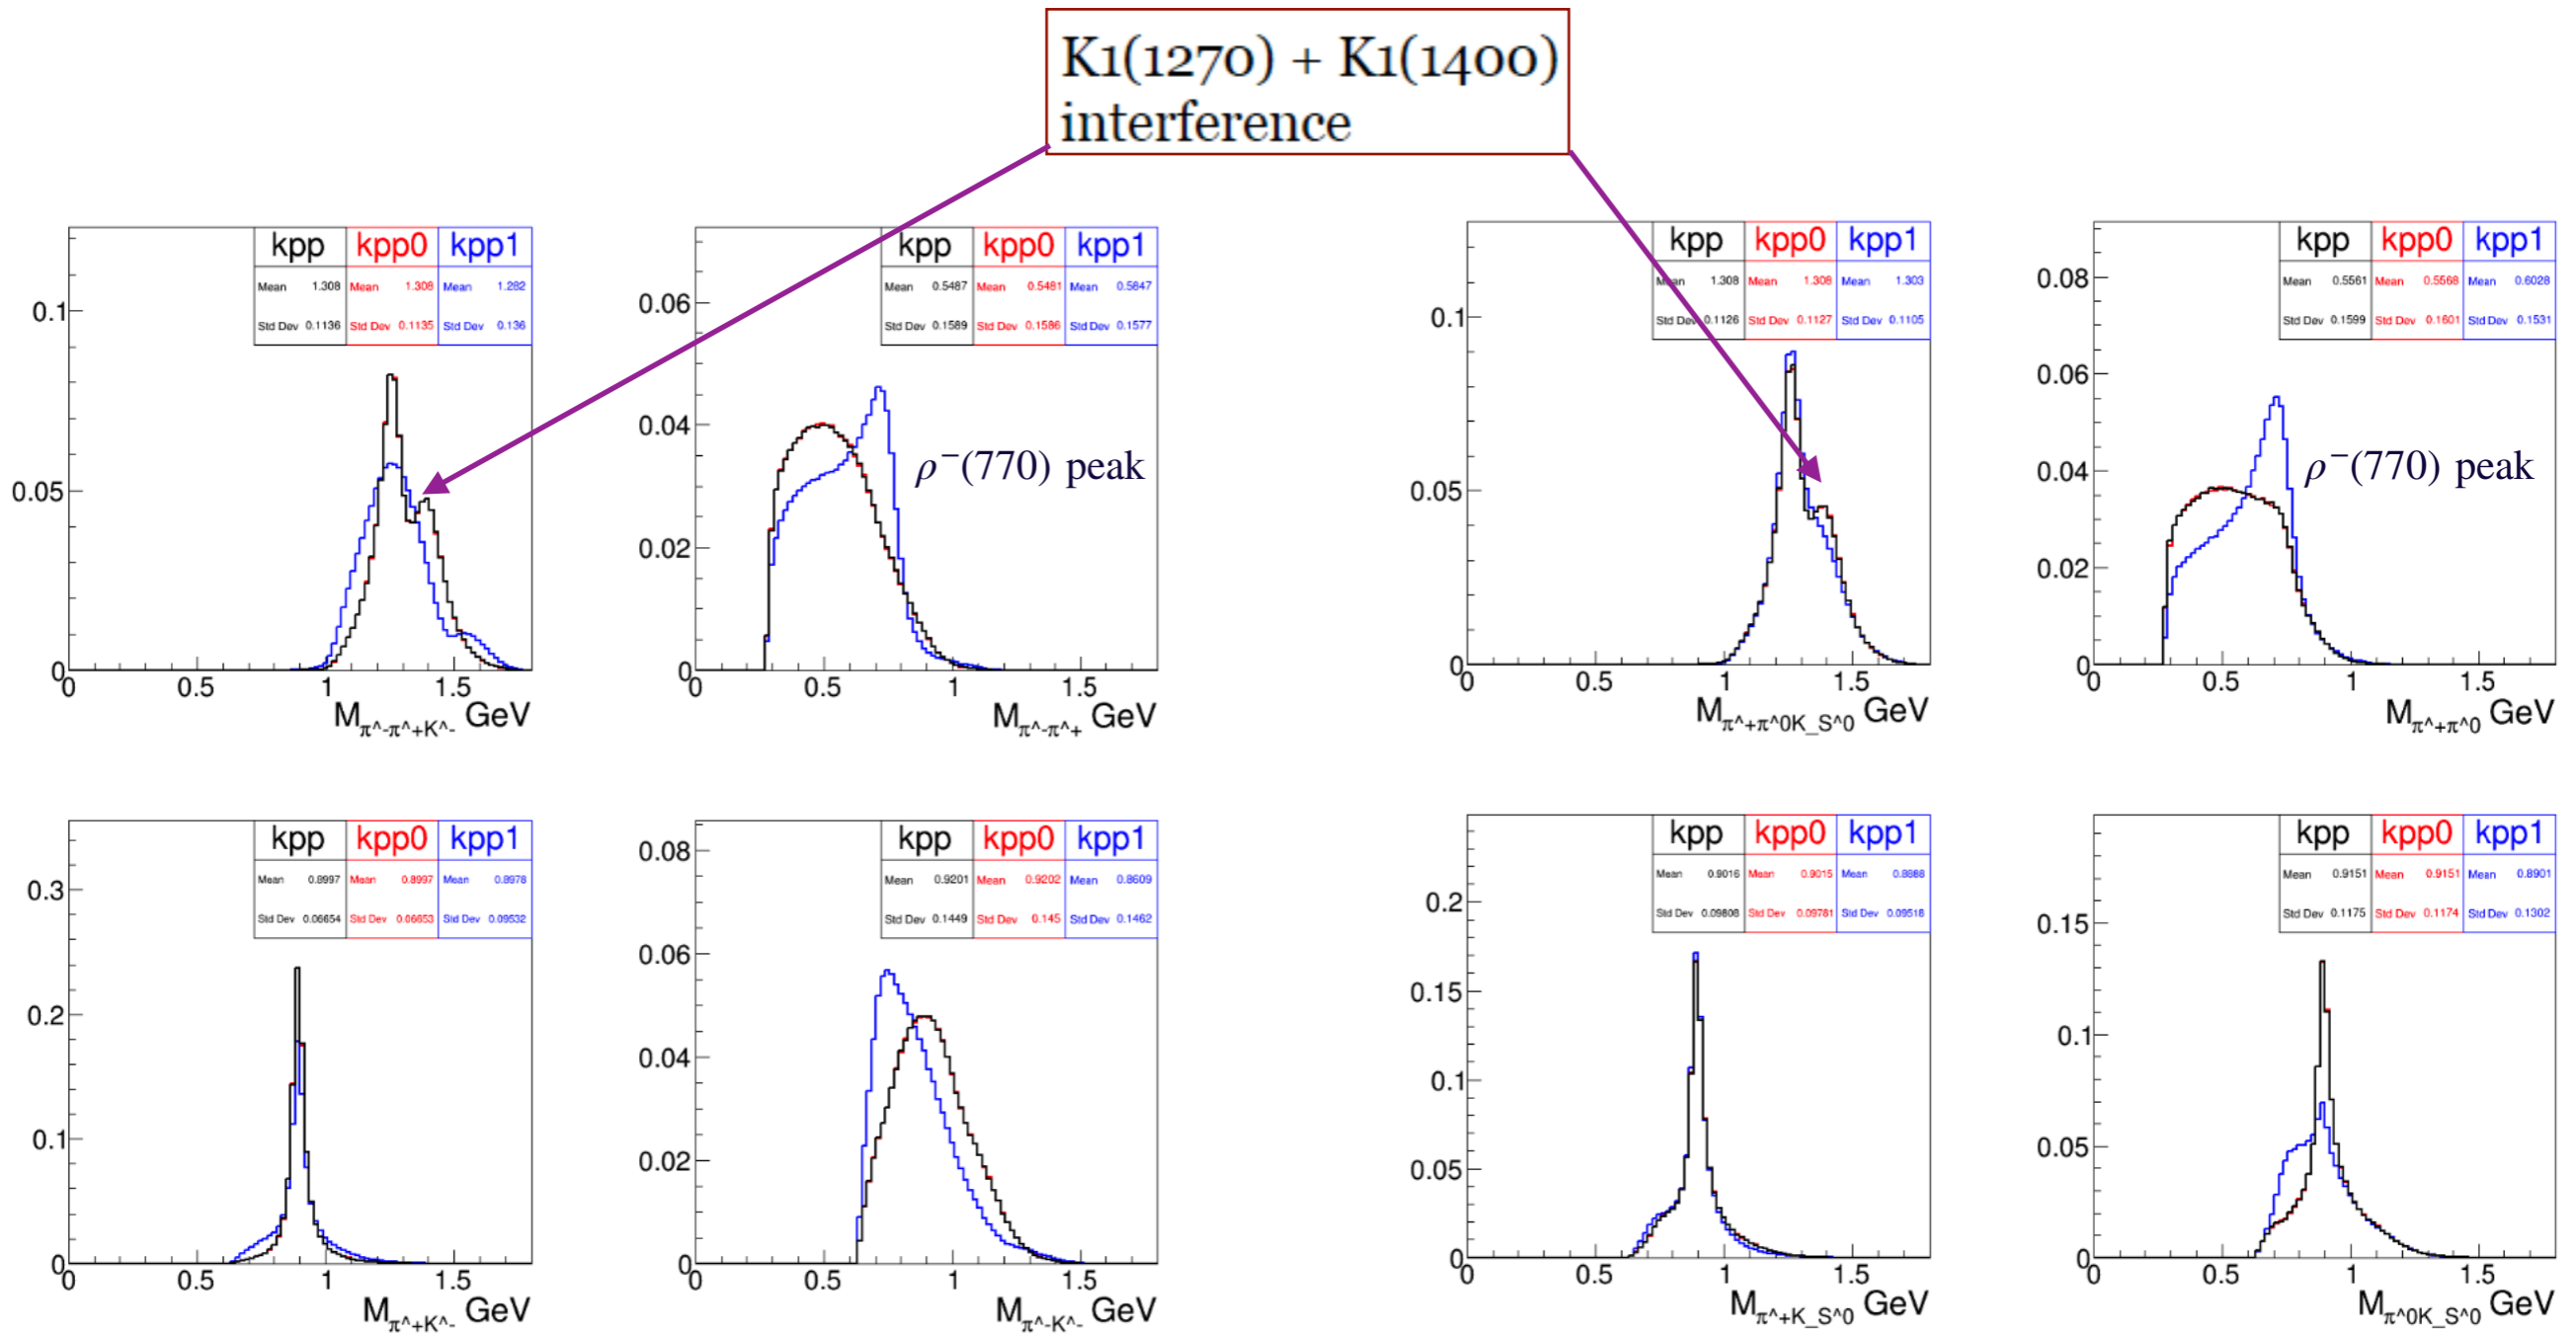 K1(1270) + K1(1400)
interference
kpp kpp0 kpp1
Mean 1.308 Mean 1.308 Mean 1.282
Std Dev 0.1136 Std Dev 0.1135 Std Dev 0.136
0.1
0.05
0
0 0.5 1 1.5
M_π^-π^+K^- GeV
kpp kpp0 kpp1
Mean 0.5487 Mean 0.5481 Mean 0.5847
Std Dev 0.1589 Std Dev 0.1586 Std Dev 0.1577
0.06
0.04
ρ⁻(770) peak
0.02
0
0 0.5 1 1.5
M_π^-π^+ GeV
kpp kpp0 kpp1
Mean 1.308 Mean 1.308 Mean 1.303
Std Dev 0.1126 Std Dev 0.1127 Std Dev 0.1105
0.1
0.05
0
0 0.5 1 1.5
M_π^+π^0K_S^0 GeV
kpp kpp0 kpp1
Mean 0.5561 Mean 0.5568 Mean 0.6028
Std Dev 0.1599 Std Dev 0.1601 Std Dev 0.1531
0.08
0.06
0.04
ρ⁻(770) peak
0.02
0
0 0.5 1 1.5
M_π^+π^0 GeV
kpp kpp0 kpp1
Mean 0.8997 Mean 0.8997 Mean 0.8978
Std Dev 0.06654 Std Dev 0.06653 Std Dev 0.09532
0.3
0.2
0.1
0
0 0.5 1 1.5
M_π^+K^- GeV
kpp kpp0 kpp1
Mean 0.9201 Mean 0.9202 Mean 0.8609
Std Dev 0.1449 Std Dev 0.145 Std Dev 0.1462
0.08
0.06
0.04
0.02
0
0 0.5 1 1.5
M_π^-K^- GeV
kpp kpp0 kpp1
Mean 0.9016 Mean 0.9015 Mean 0.8888
Std Dev 0.09808 Std Dev 0.09781 Std Dev 0.09518
0.2
0.15
0.1
0.05
0
0 0.5 1 1.5
M_π^+K_S^0 GeV
kpp kpp0 kpp1
Mean 0.9151 Mean 0.9151 Mean 0.8901
Std Dev 0.1175 Std Dev 0.1174 Std Dev 0.1302
0.15
0.1
0.05
0
0 0.5 1 1.5
M_π^0K_S^0 GeV